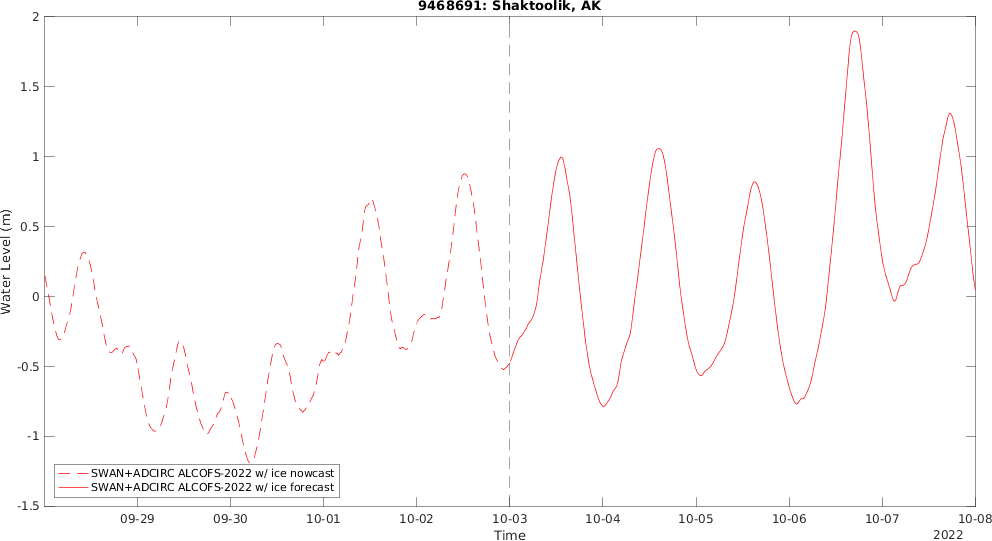 9468691: Shaktoolik, AK
2
1.5
1
0.5
0
-0.5
-1
-1.5
Water Level (m)
SWAN+ADCIRC ALCOFS-2022 w/ ice nowcast
SWAN+ADCIRC ALCOFS-2022 w/ ice forecast
09-29 09-30 10-01 10-02 10-03 10-04 10-05 10-06 10-07 10-08
Time
2022